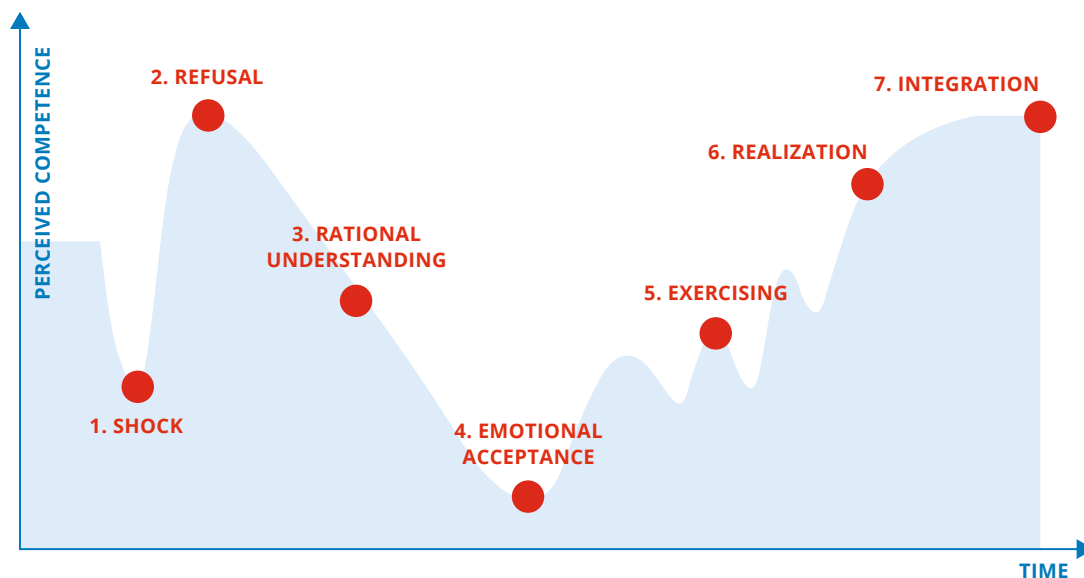 PERCEIVED COMPETENCE
2. REFUSAL
7. INTEGRATION
6. REALIZATION
3. RATIONAL
UNDERSTANDING
5. EXERCISING
1. SHOCK
4. EMOTIONAL
ACCEPTANCE
TIME